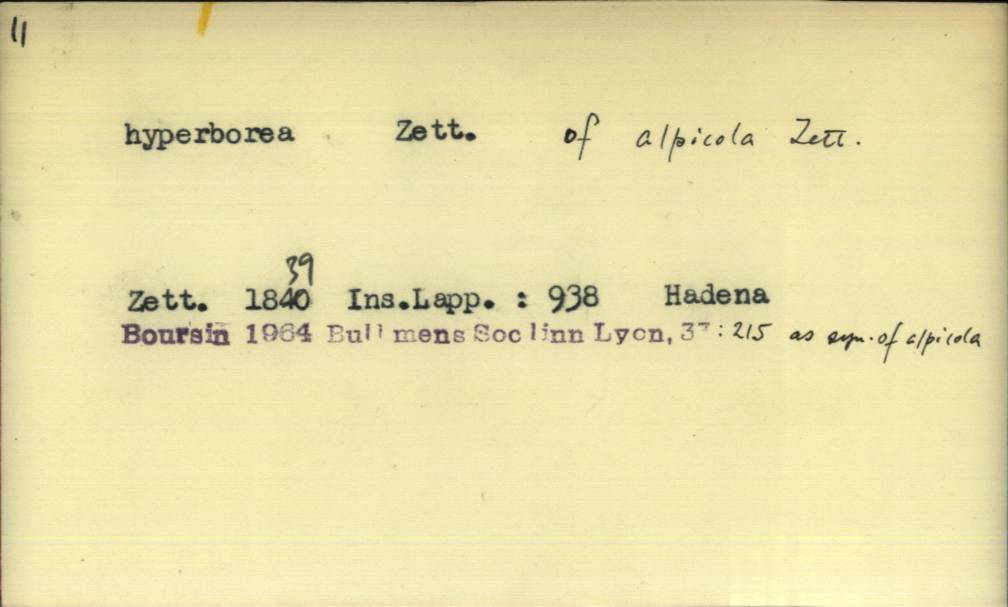 11
hyperborea Zett. of alpicola Zett.
39
Zett. 1840 Ins.Lapp. : 938 Hadena
Boursin 1964 Bull mens Soc linn Lyon, 33 : 215 as syn. of alpicola